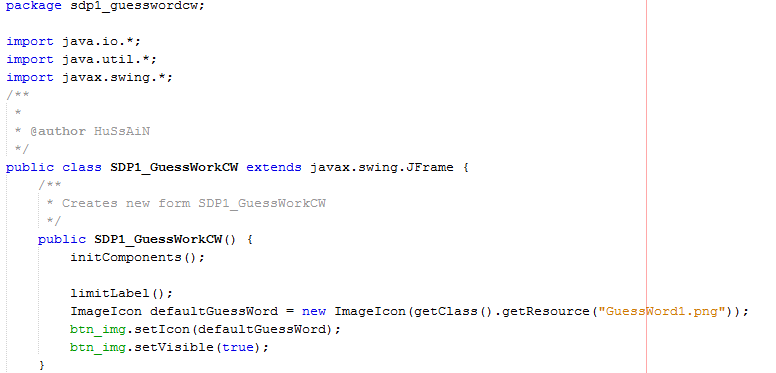 package sdp1_guesswordcw;
import java.io.*;
import java.util.*;
import javax.swing.*;
/**
 *
 * @author HuSsAiN
 */
public class SDP1_GuessWorkCW extends javax.swing.JFrame {
    /**
     * Creates new form SDP1_GuessWorkCW
     */
    public SDP1_GuessWorkCW() {
        initComponents();
        limitLabel();
        ImageIcon defaultGuessWord = new ImageIcon(getClass().getResource("GuessWord1.png"));
        btn_img.setIcon(defaultGuessWord);
        btn_img.setVisible(true);
    }